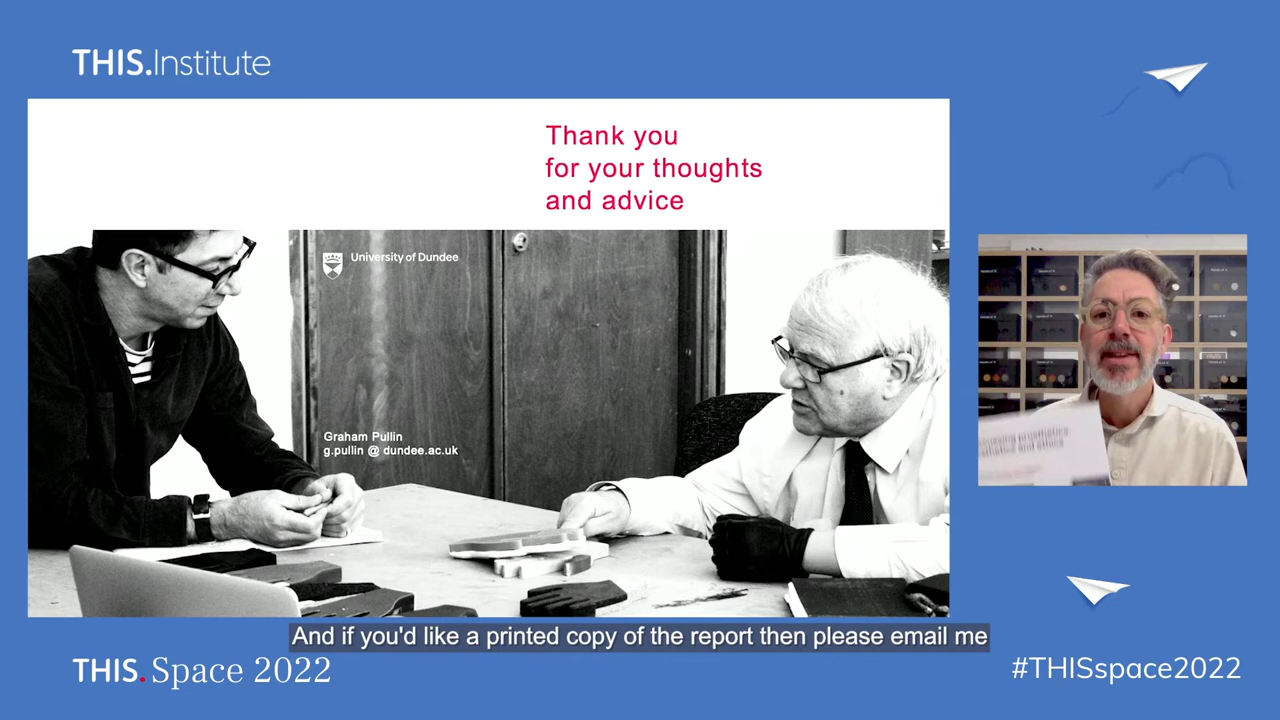 THIS.Institute
Thank you
for your thoughts
and advice
University of Dundee
Graham Pullin
g.pullin @ dundee.ac.uk
And if you'd like a printed copy of the report then please email me
THIS. Space 2022
#THISspace2022